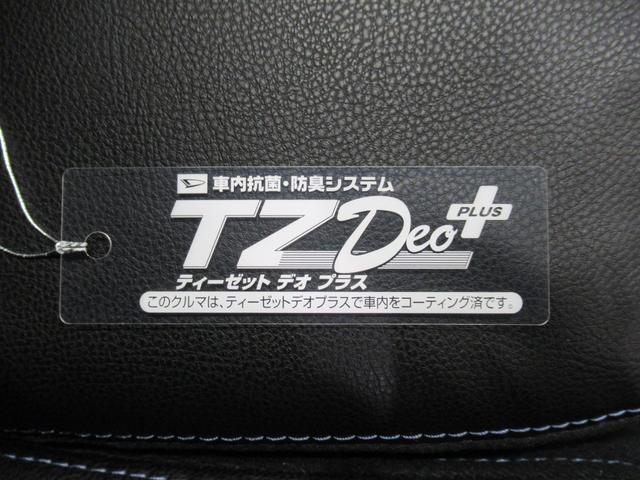 車内抗菌・防臭システム
TZ Deo PLUS
ティーゼット デオ プラス
このクルマは、ティーゼットデオプラスで車内をコーティング済です。